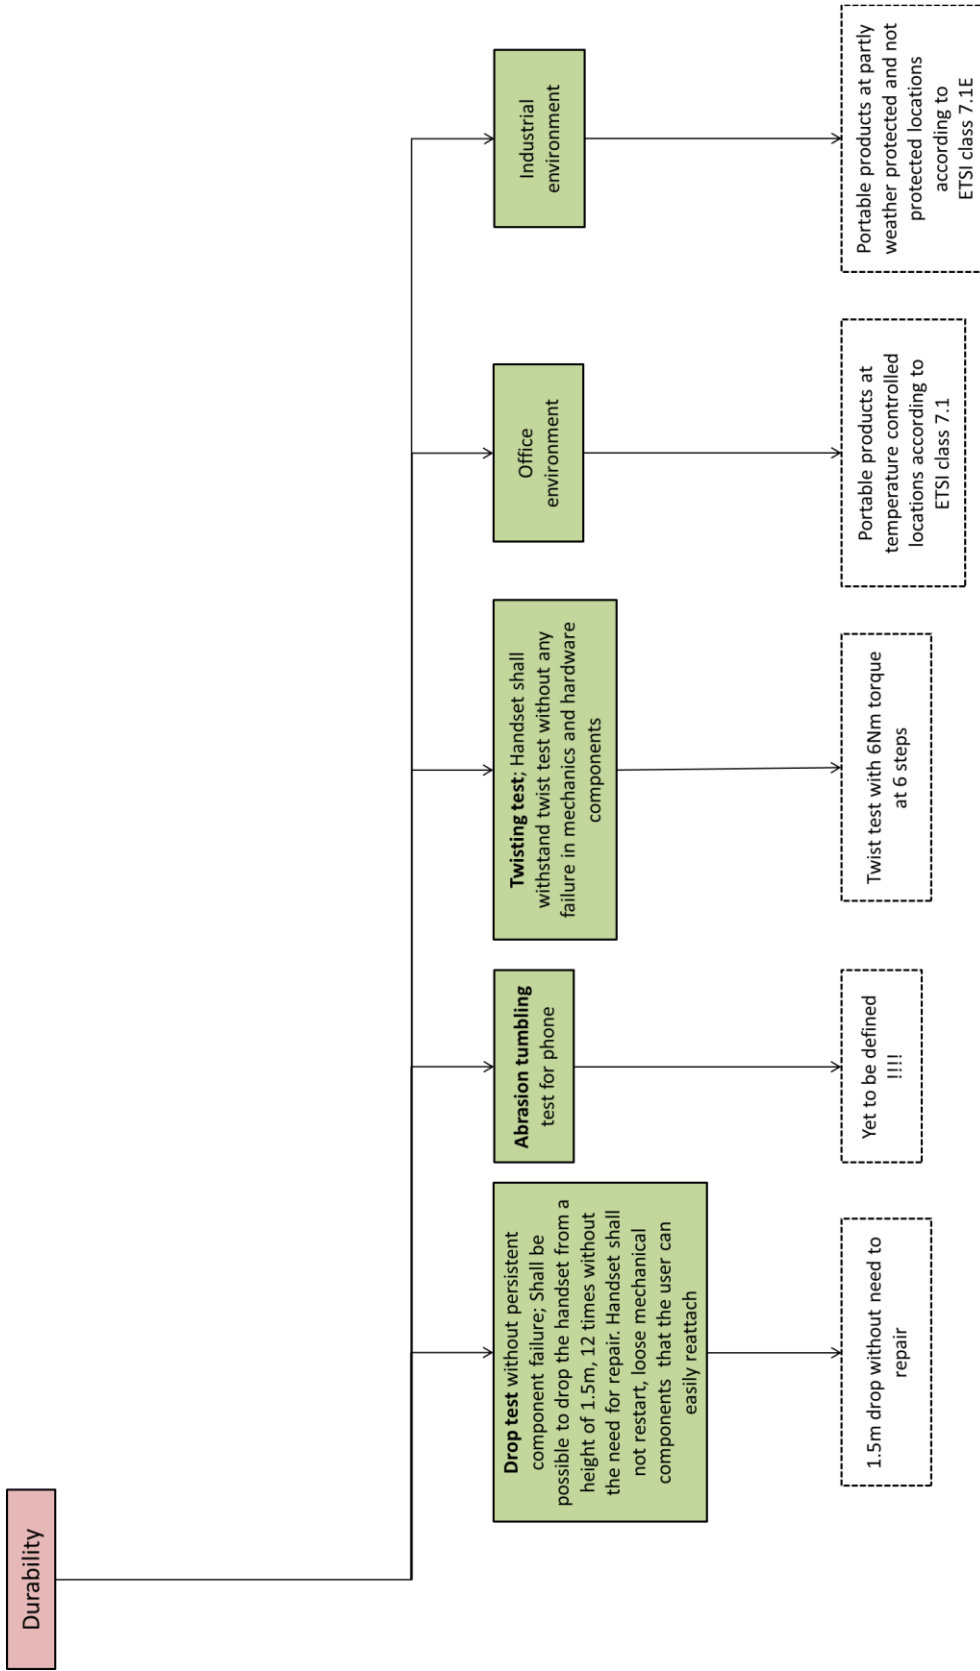 Durability
Drop test without persistent
component failure; Shall be
possible to drop the handset from a
height of 1.5m, 12 times without
the need for repair. Handset shall
not restart, loose mechanical
components that the user can
easily reattach
Abrasion tumbling
test for phone
Twisting test; Handset shall
withstand twist test without any
failure in mechanics and hardware
components
Office
environment
Industrial
environment
1.5m drop without need to
repair
Yet to be defined
!!!!
Twist test with 6Nm torque
at 6 steps
Portable products at
temperature controlled
locations according to
ETSI class 7.1
Portable products at partly
weather protected and not
protected locations
according to
ETSI class 7.1E